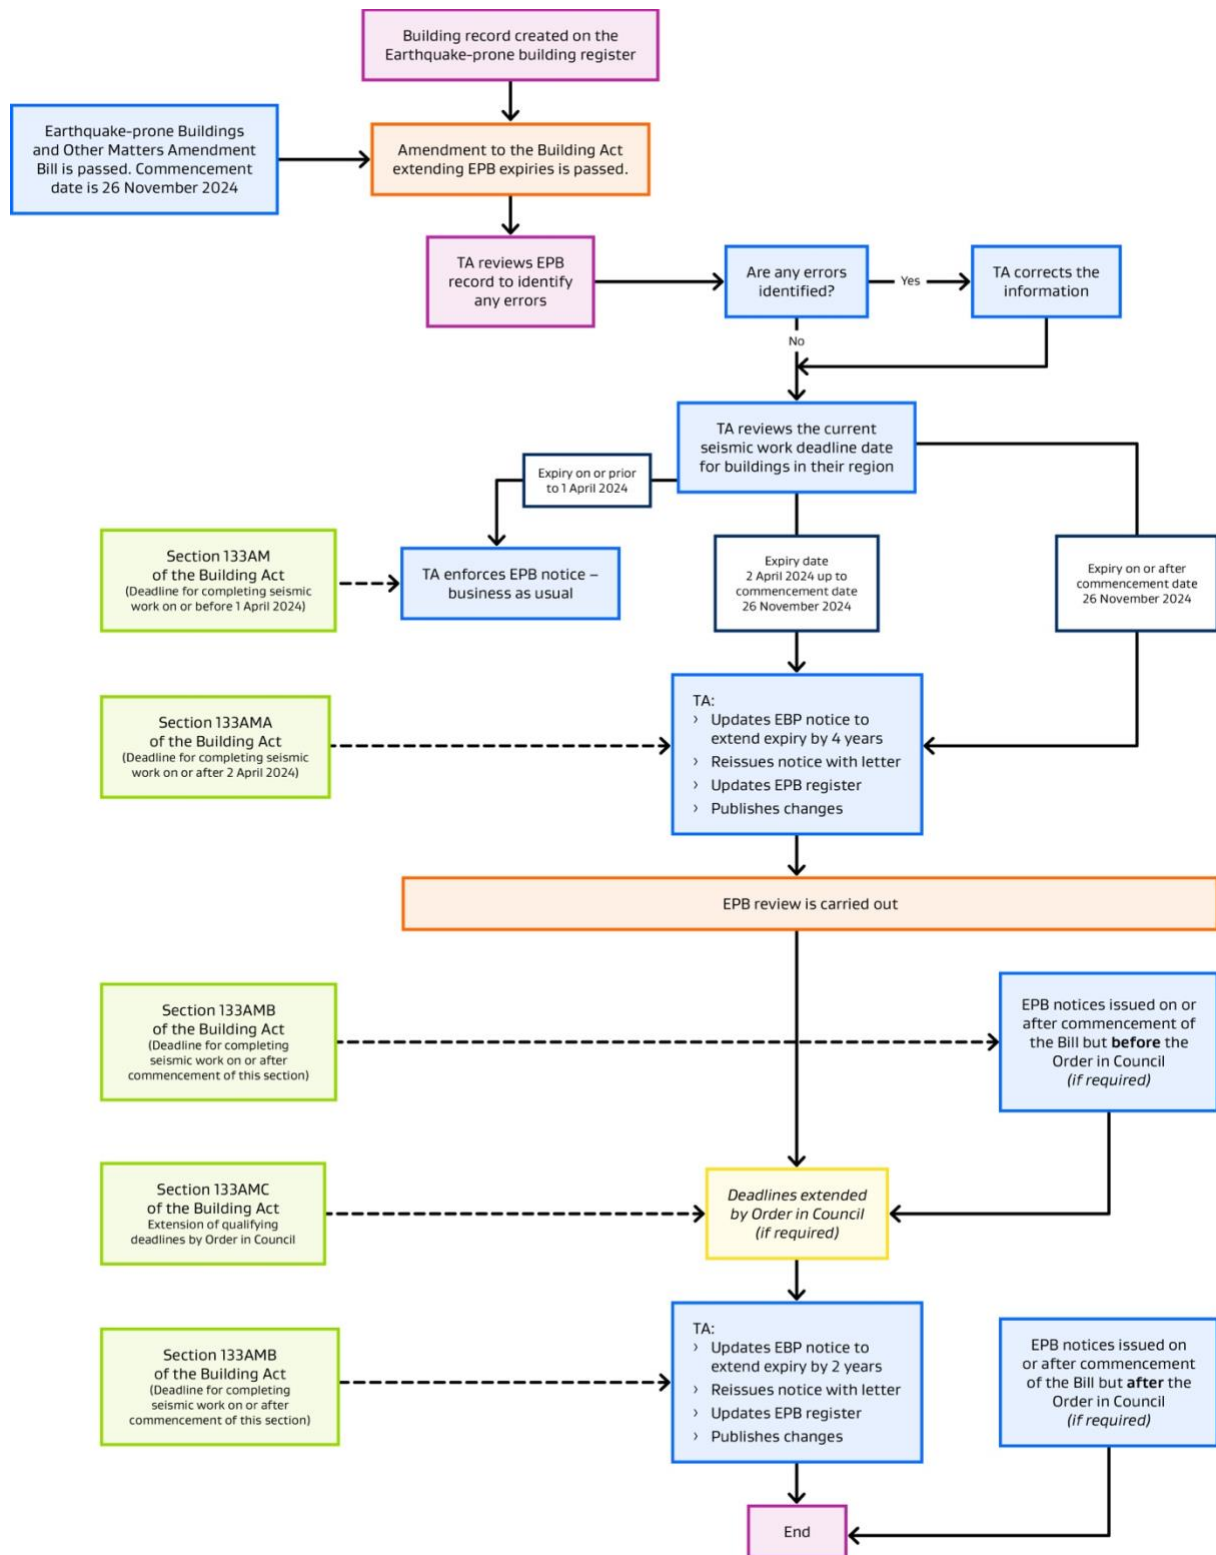 Building record created on the
Earthquake-prone building register
Earthquake-prone Buildings
and Other Matters Amendment
Bill is passed. Commencement
date is 26 November 2024
Amendment to the Building Act
extending EPB expiries is passed.
TA reviews EPB
record to identify
any errors
Are any errors
identified?
Yes
TA corrects the
information
No
TA reviews the current
seismic work deadline date
for buildings in their region
Expiry on or prior
to 1 April 2024
Section 133AM
of the Building Act
(Deadline for completing seismic
work on or before 1 April 2024)
TA enforces EPB notice –
business as usual
Expiry date
2 April 2024 up to
commencement date
26 November 2024
Expiry on or after
commencement date
26 November 2024
Section 133AMA
of the Building Act
(Deadline for completing seismic
work on or after 2 April 2024)
TA:
› Updates EBP notice to
extend expiry by 4 years
› Reissues notice with letter
› Updates EPB register
› Publishes changes
EPB review is carried out
Section 133AMB
of the Building Act
(Deadline for completing
seismic work on or after
commencement of this section)
EPB notices issued on or
after commencement of
the Bill but before the
Order in Council
(if required)
Section 133AMC
of the Building Act
Extension of qualifying
deadlines by Order in Council
Deadlines extended
by Order in Council
(if required)
Section 133AMB
of the Building Act
(Deadline for completing
seismic work on or after
commencement of this section)
TA:
› Updates EBP notice to
extend expiry by 2 years
› Reissues notice with letter
› Updates EPB register
› Publishes changes
EPB notices issued on
or after commencement
of the Bill but after the
Order in Council
(if required)
End